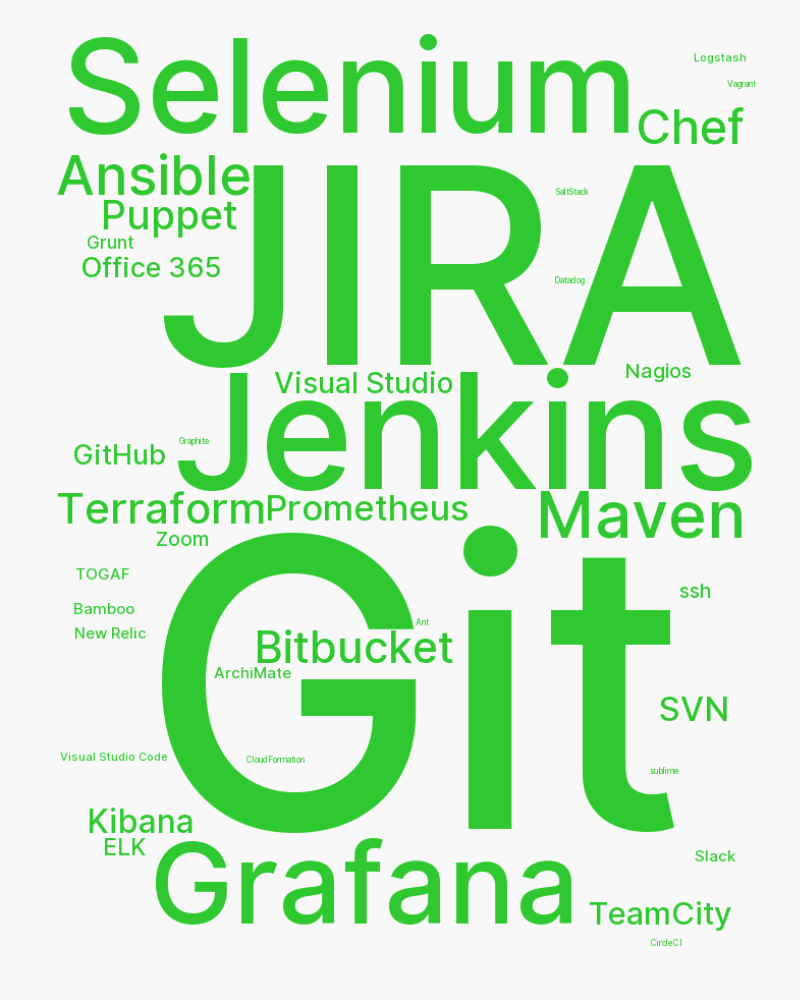 Selenium
Logstash
Vagrant
Chef
Ansible
JIRA
SaltStack
Puppet
Grunt
Office 365
Datadog
Nagios
Visual Studio
Jenkins
Graphite
GitHub
Terraform
Prometheus
Maven
Zoom
Git
TOGAF
ssh
Bamboo
Ant
New Relic
Bitbucket
ArchiMate
SVN
Visual Studio Code
CloudFormation
sublime
Kibana
ELK
Grafana
Slack
TeamCity
CircleCI